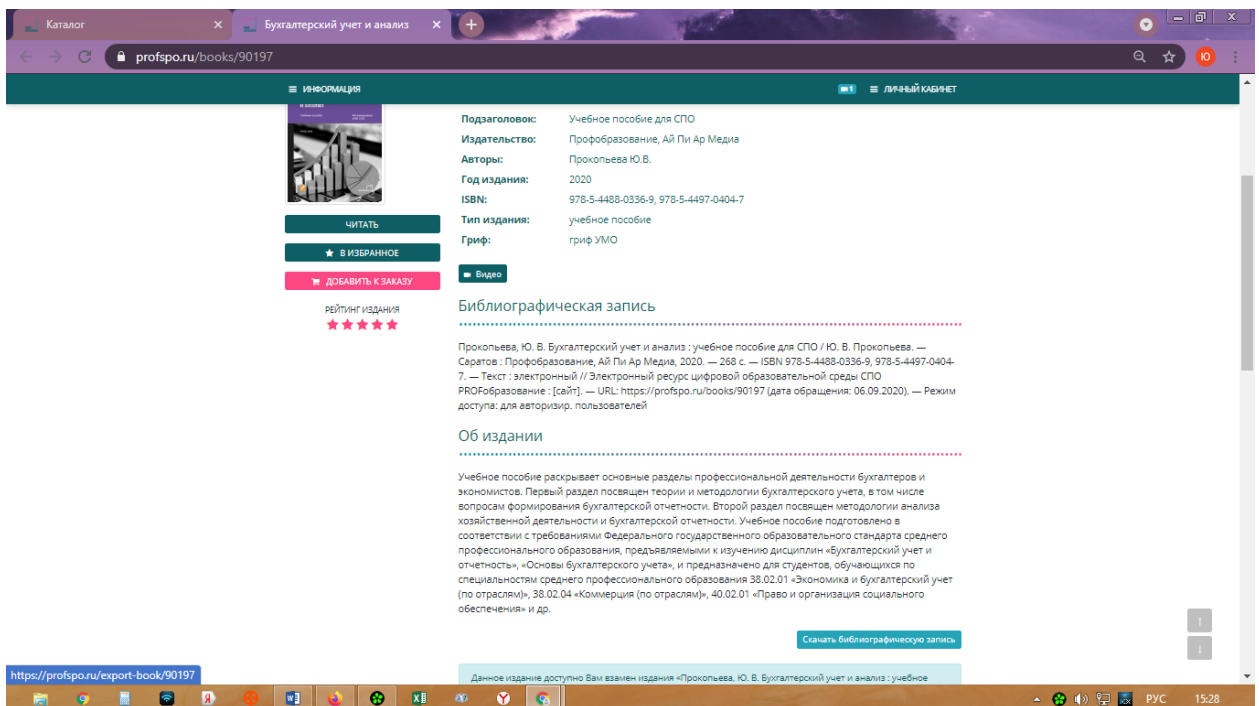 Каталог
Бухгалтерский учет и анализ
profspo.ru/books/90197
Ю
ИНФОРМАЦИЯ
1
ЛИЧНЫЙ КАБИНЕТ
Подзаголовок: Учебное пособие для СПО
Издательство: Профобразование, Ай Пи Ар Медиа
Авторы: Прокопьева Ю.В.
Год издания: 2020
ISBN: 978-5-4488-0336-9, 978-5-4497-0404-7
Тип издания: учебное пособие
Гриф: гриф УМО
ЧИТАТЬ
В ИЗБРАННОЕ
ДОБАВИТЬ К ЗАКАЗУ
РЕЙТИНГ ИЗДАНИЯ
Видео
Библиографическая запись
Прокопьева, Ю. В. Бухгалтерский учет и анализ : учебное пособие для СПО / Ю. В. Прокопьева. —
Саратов : Профобразование, Ай Пи Ар Медиа, 2020. — 268 c. — ISBN 978-5-4488-0336-9, 978-5-4497-0404-
7. — Текст : электронный // Электронный ресурс цифровой образовательной среды СПО
PROFобразование : [сайт]. — URL: https://profspo.ru/books/90197 (дата обращения: 06.09.2020). — Режим
доступа: для авторизир. пользователей
Об издании
Учебное пособие раскрывает основные разделы профессиональной деятельности бухгалтеров и
экономистов. Первый раздел посвящен теории и методологии бухгалтерского учета, в том числе
вопросам формирования бухгалтерской отчетности. Второй раздел посвящен методологии анализа
хозяйственной деятельности и бухгалтерской отчетности. Учебное пособие подготовлено в
соответствии с требованиями Федерального государственного образовательного стандарта среднего
профессионального образования, предъявляемыми к изучению дисциплин «Бухгалтерский учет и
отчетность», «Основы бухгалтерского учета», и предназначено для студентов, обучающихся по
специальностям среднего профессионального образования 38.02.01 «Экономика и бухгалтерский учет
(по отраслям)», 38.02.04 «Коммерция (по отраслям)», 40.02.01 «Право и организация социального
обеспечения» и др.
Скачать библиографическую запись
Данное издание доступно Вам взамен издания «Прокопьева, Ю. В. Бухгалтерский учет и анализ : учебное
https://profspo.ru/export-book/90197
РУС
15:28